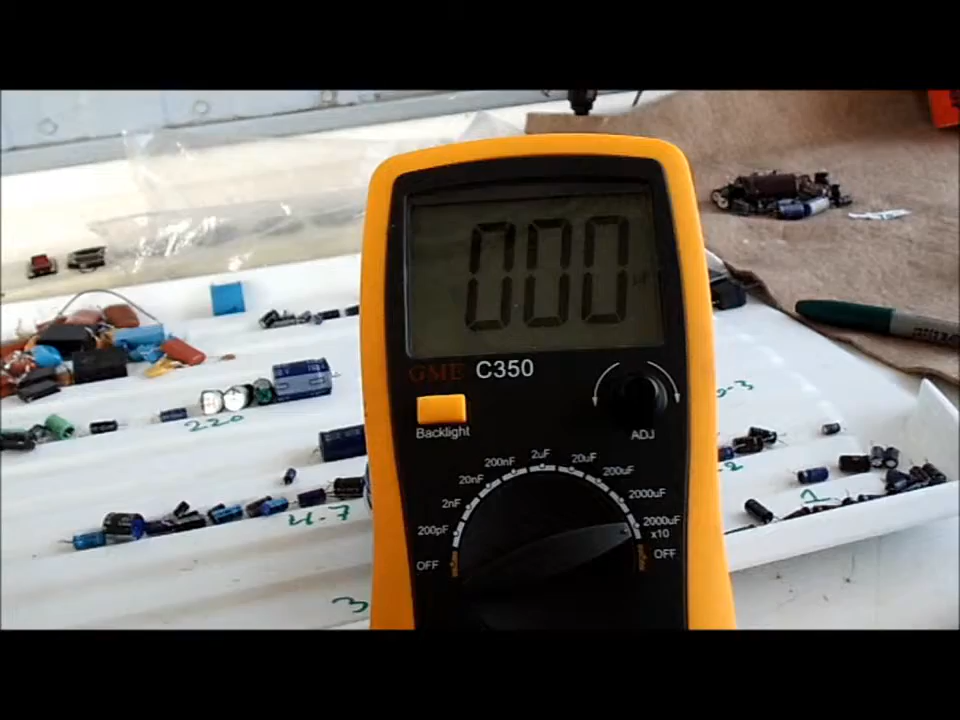 000
GME C350
Backlight
ADJ
200pF
2nF
20nF
200nF
2uF
20uF
200uF
2000uF
2000uF
x10
OFF
OFF
220
4-7
3
1